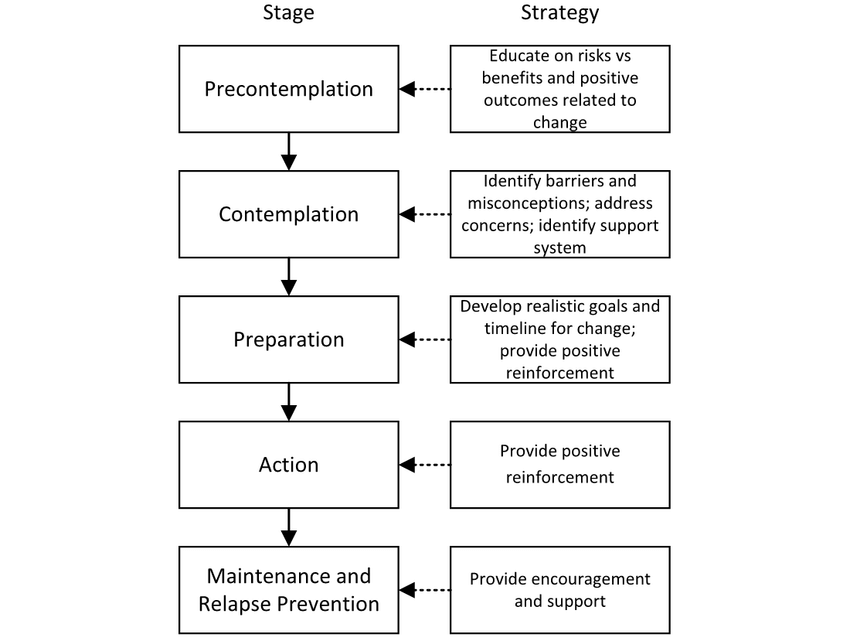 Stage
Strategy
Precontemplation
Educate on risks vs
benefits and positive
outcomes related to
change
Contemplation
Identify barriers and
misconceptions; address
concerns; identify support
system
Preparation
Develop realistic goals and
timeline for change;
provide positive
reinforcement
Action
Provide positive
reinforcement
Maintenance and
Relapse Prevention
Provide encouragement
and support